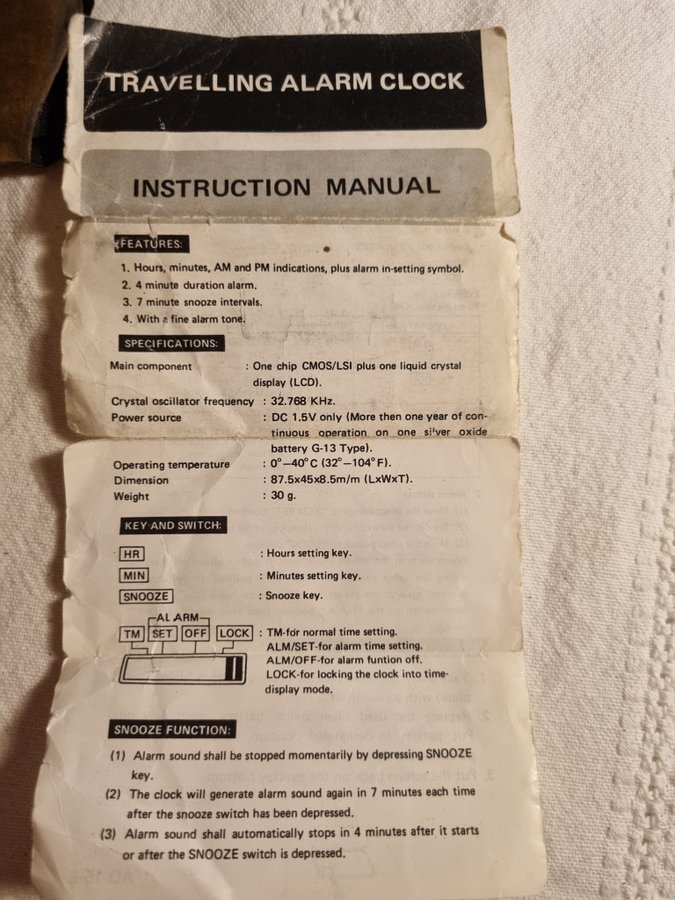 TRAVELLING ALARM CLOCK
INSTRUCTION MANUAL
FEATURES:
1. Hours, minutes, AM and PM indications, plus alarm in-setting symbol.
2. 4 minute duration alarm.
3. 7 minute snooze intervals.
4. With a fine alarm tone.
SPECIFICATIONS:
Main component : One chip CMOS/LSI plus one liquid crystal
display (LCD).
Crystal oscillator frequency : 32.768 KHz.
Power source : DC 1.5V only (More then one year of con-
tinuous operation on one silver oxide
battery G-13 Type).
Operating temperature : 0°—40°C (32°—104°F).
Dimension : 87.5x45x8.5m/m (LxWxT).
Weight : 30 g.
KEY AND SWITCH:
HR : Hours setting key.
MIN : Minutes setting key.
SNOOZE : Snooze key.
ALARM
TM SET OFF LOCK : TM-for normal time setting.
ALM/SET-for alarm time setting.
ALM/OFF-for alarm funtion off.
LOCK-for locking the clock into time-
display mode.
SNOOZE FUNCTION:
(1) Alarm sound shall be stopped momentarily by depressing SNOOZE
key.
(2) The clock will generate alarm sound again in 7 minutes each time
after the snooze switch has been depressed.
(3) Alarm sound shall automatically stops in 4 minutes after it starts
or after the SNOOZE switch is depressed.